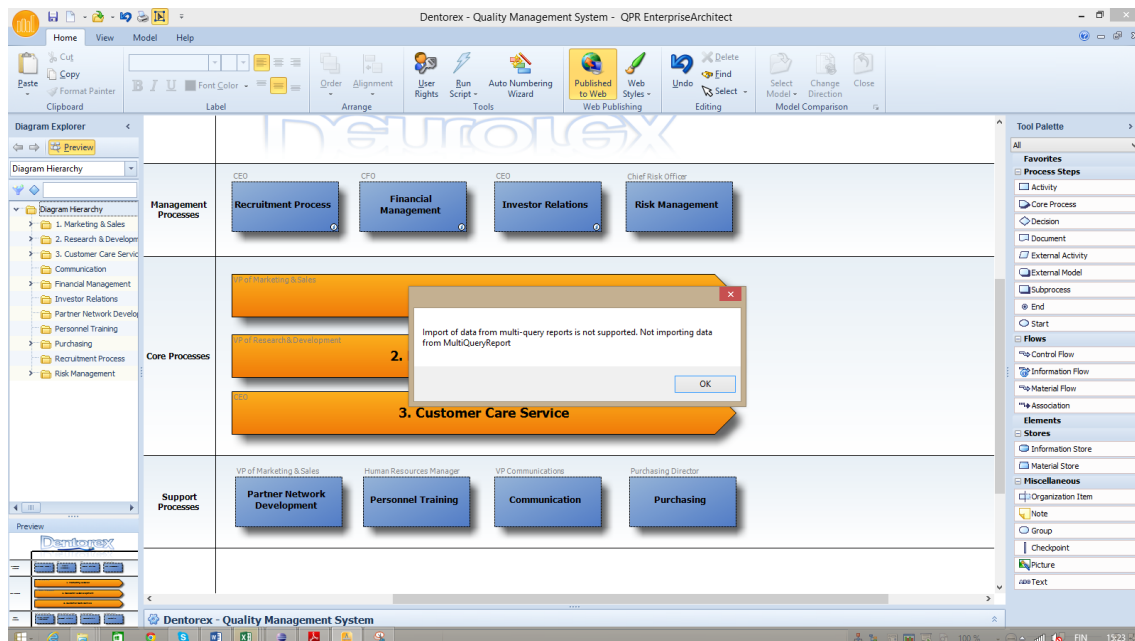 Dentorex - Quality Management System - QPR EnterpriseArchitect
Home View Model Help
Paste
Cut
Copy
Format Painter
Clipboard
B I U Font Color
Label
Order
Alignment
Arrange
User Rights
Run Script
Auto Numbering Wizard
Tools
Published to Web
Web Styles
Web Publishing
Undo
Delete
Find
Select
Editing
Select Model
Change Direction
Close
Model Comparison
Diagram Explorer
Preview
Diagram Hierarchy
Diagram Hierarchy
1. Marketing & Sales
2. Research & Developm
3. Customer Care Servic
Communication
Financial Management
Investor Relations
Partner Network Develo
Personnel Training
Purchasing
Recruitment Process
Risk Management
Preview
Dentorex
Dentorex
Management
Processes
CEO
Recruitment Process
CFO
Financial
Management
CEO
Investor Relations
Chief Risk Officer
Risk Management
Core Processes
VP of Marketing & Sales
VP of Research & Development
2.
CEO
3. Customer Care Service
Import of data from multi-query reports is not supported. Not importing data
from MultiQueryReport
OK
Support
Processes
VP of Marketing & Sales
Partner Network
Development
Human Resources Manager
Personnel Training
VP Communications
Communication
Purchasing Director
Purchasing
Dentorex - Quality Management System
Tool Palette
All
Favorites
Process Steps
Activity
Core Process
Decision
Document
External Activity
External Model
Subprocess
End
Start
Flows
Control Flow
Information Flow
Material Flow
Association
Elements
Stores
Information Store
Material Store
Miscellaneous
Organization Item
Note
Group
Checkpoint
Picture
Text
100 %
FIN
15:23